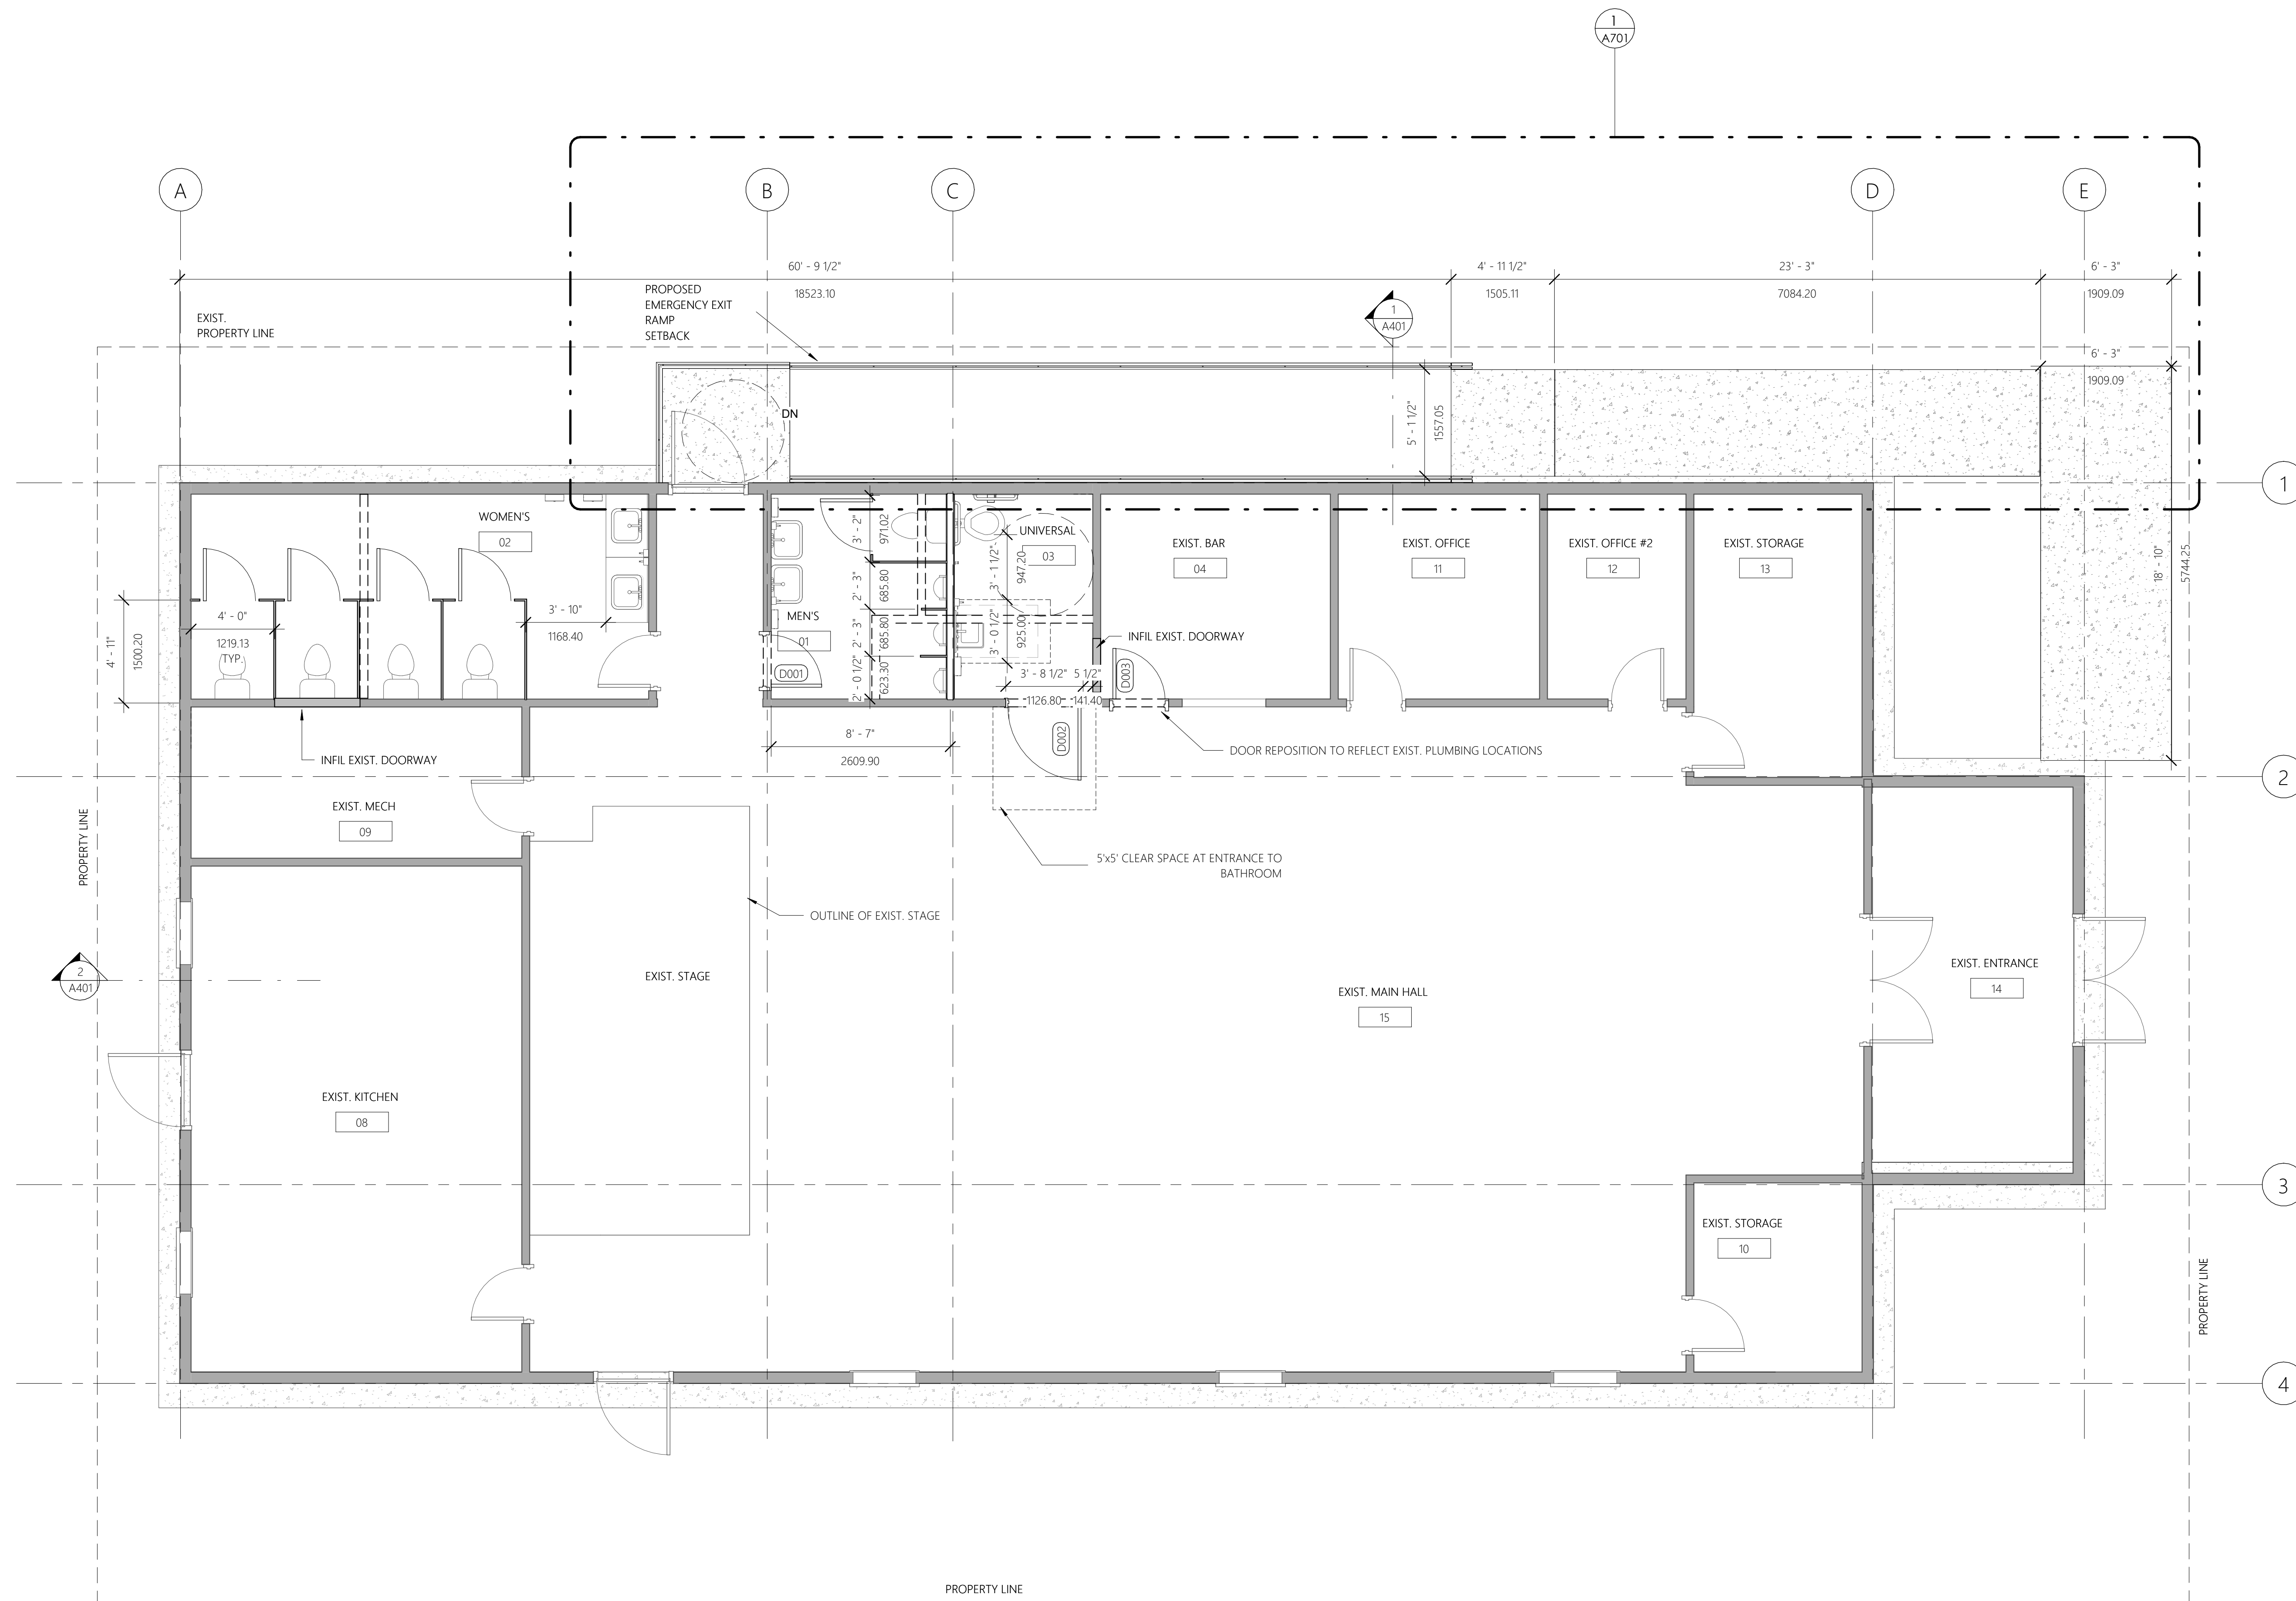 1
A701
A
B
C
D
E
60' - 9 1/2"
18523.10
4' - 11 1/2"
1505.11
23' - 3"
7084.20
6' - 3"
1909.09
PROPOSED
EMERGENCY EXIT
RAMP
SETBACK
EXIST.
PROPERTY LINE
1
A401
6' - 3"
1909.09
DN
5' - 1 1/2"
1557.05
1
WOMEN'S
02
3' - 2"
971.02
UNIVERSAL
03
EXIST. BAR
04
EXIST. OFFICE
11
EXIST. OFFICE #2
12
EXIST. STORAGE
13
18' - 10"
5744.25
3' - 1 1/2"
947.20
2' - 3"
685.80
4' - 0"
1219.13
TYP.
4' - 11"
1500.20
3' - 10"
1168.40
MEN'S
01
2' - 3"
685.80
3' - 0 1/2"
925.00
INFIL EXIST. DOORWAY
D001
2' - 0 1/2"
623.30
3' - 8 1/2"
5 1/2"
1126.80
141.40
D003
D002
8' - 7"
2609.90
DOOR REPOSITION TO REFLECT EXIST. PLUMBING LOCATIONS
INFIL EXIST. DOORWAY
2
EXIST. MECH
09
PROPERTY LINE
5'x5' CLEAR SPACE AT ENTRANCE TO
BATHROOM
OUTLINE OF EXIST. STAGE
2
A401
EXIST. STAGE
EXIST. MAIN HALL
15
EXIST. ENTRANCE
14
EXIST. KITCHEN
08
3
EXIST. STORAGE
10
PROPERTY LINE
4
PROPERTY LINE